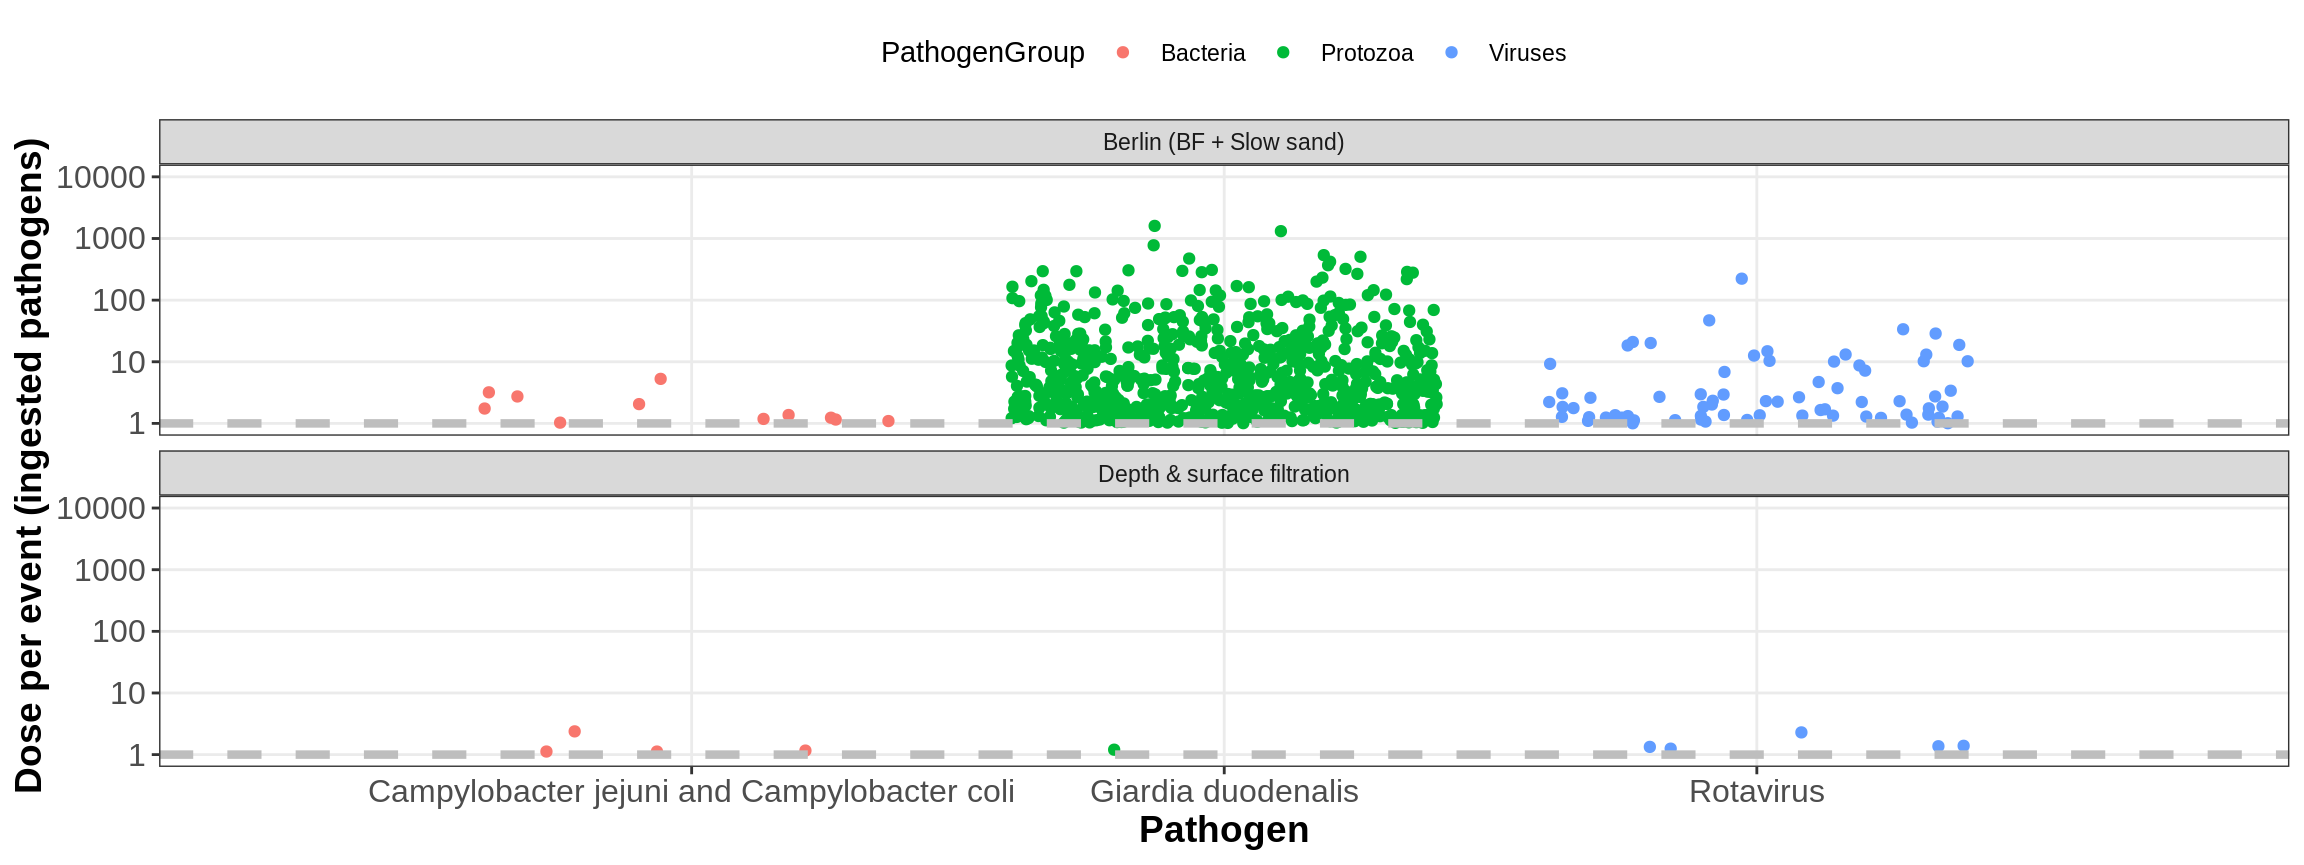 PathogenGroup Bacteria Protozoa Viruses
Dose per event (ingested pathogens)
Berlin (BF + Slow sand)
10000
1000
100
10
1
Depth & surface filtration
10000
1000
100
10
1
Campylobacter jejuni and Campylobacter coli Giardia duodenalis Rotavirus
Pathogen